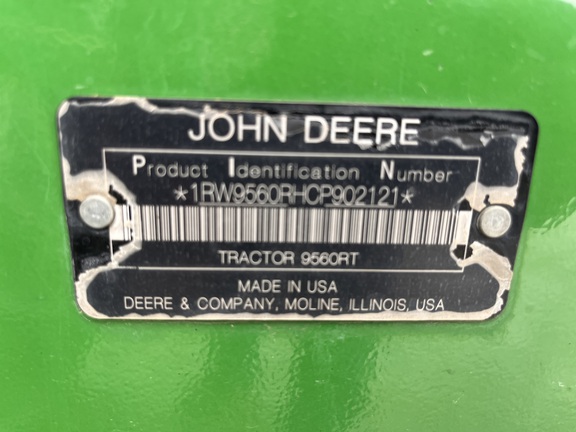 JOHN DEERE
Product Identification Number
*1RW9560RHCP902121*
TRACTOR 9560RT
MADE IN USA
DEERE & COMPANY, MOLINE, ILLINOIS, USA